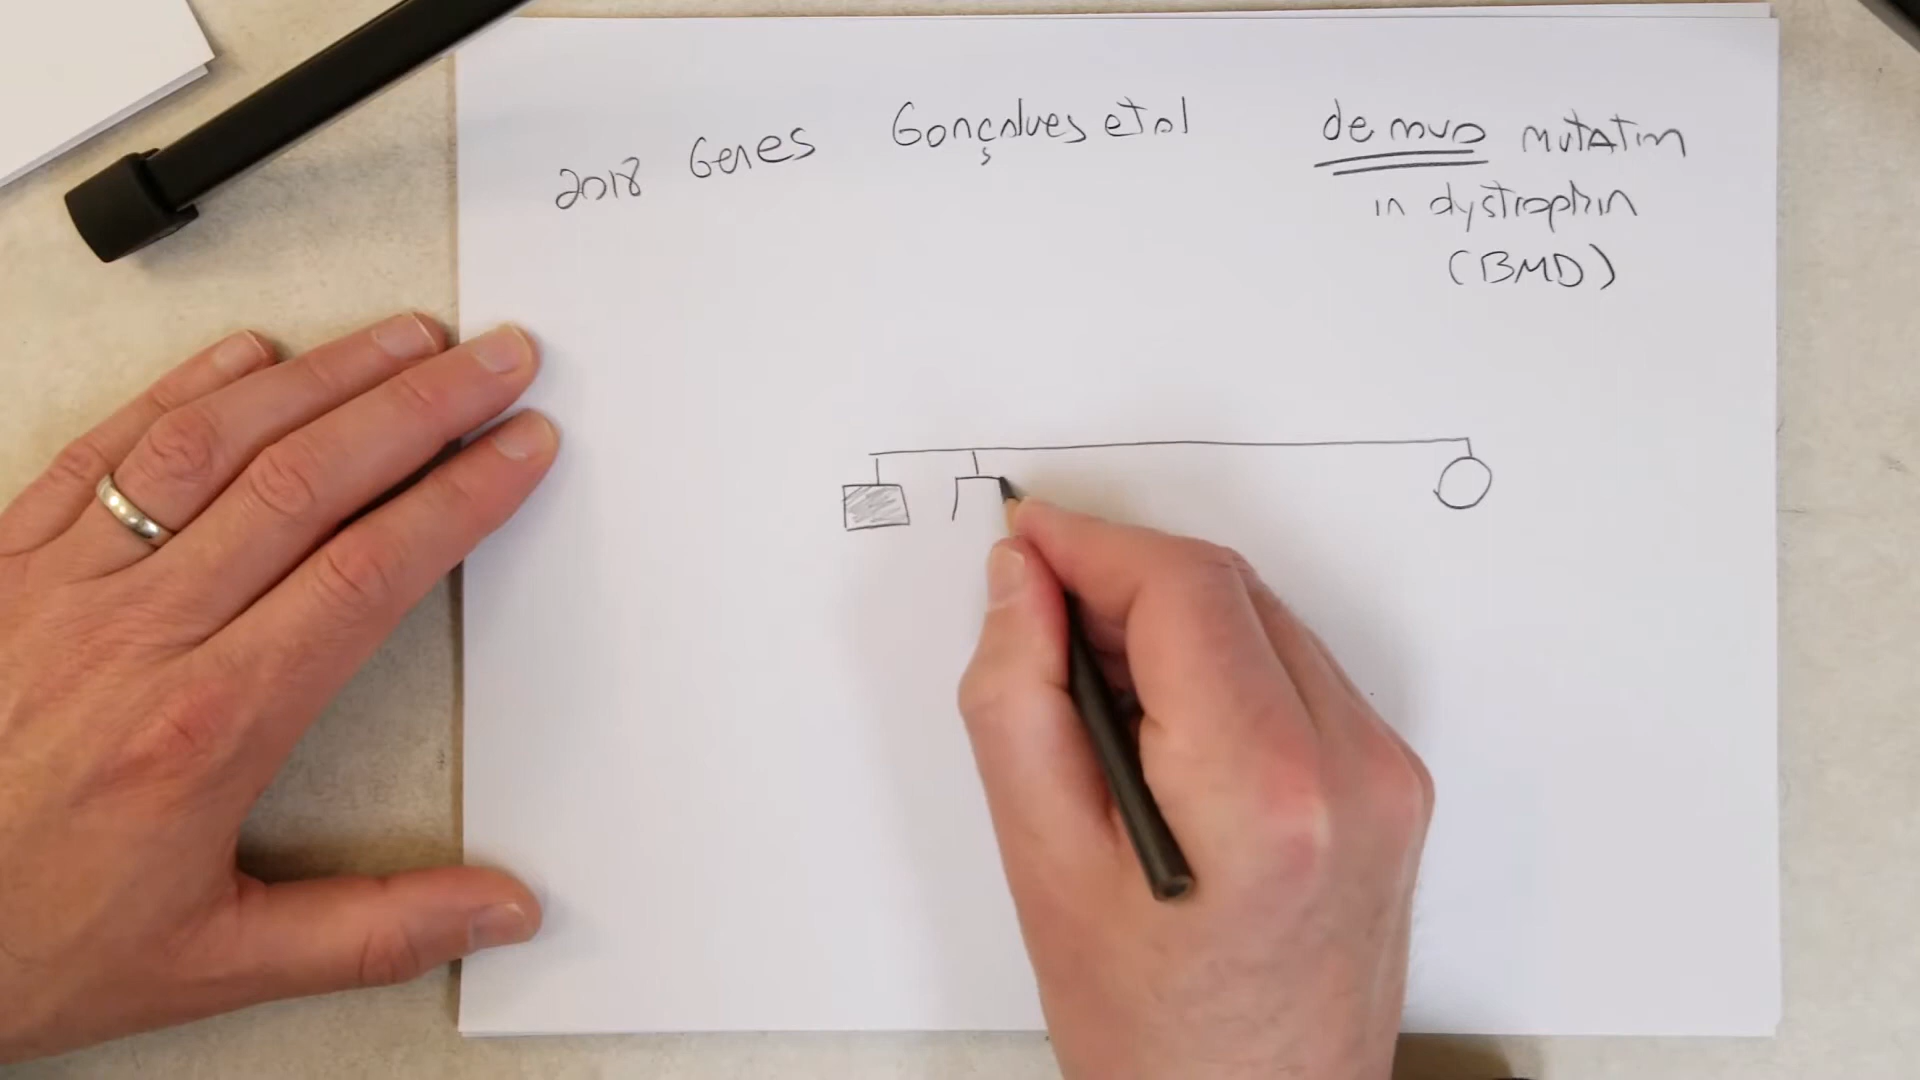 2018 Genes Gonçalves et al
de novo mutation
in dystrophin
(BMD)